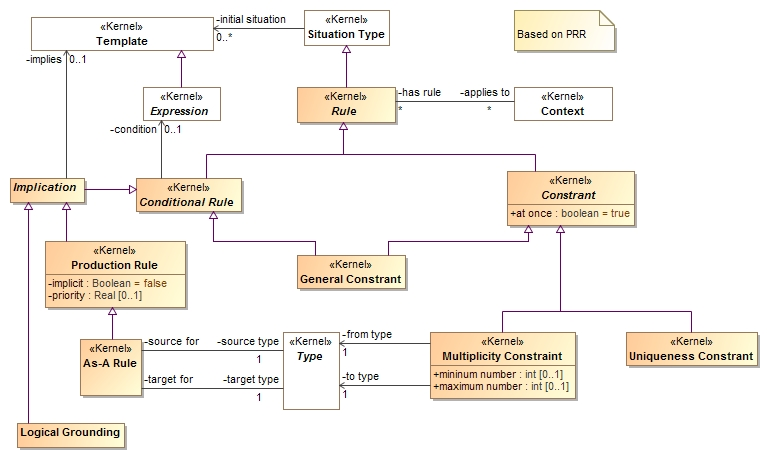 «Kernel»
Template
-initial situation
0..*
«Kernel»
Situation Type
Based on PRR
-implies
0..1
«Kernel»
Expression
-condition
0..1
«Kernel»
Rule
-has rule
*
-applies to
*
«Kernel»
Context
Implication
«Kernel»
Conditional Rule
«Kernel»
Constrant
+at once : boolean = true
«Kernel»
Production Rule
-implicit : Boolean = false
-priority : Real [0..1]
«Kernel»
General Constrant
«Kernel»
As-A Rule
-source for
-source type
1
-target for
-target type
1
«Kernel»
Type
-from type
1
-to type
1
«Kernel»
Multiplicity Constraint
+mininum number : int [0..1]
+maximum number : int [0..1]
«Kernel»
Uniqueness Constrant
Logical Grounding